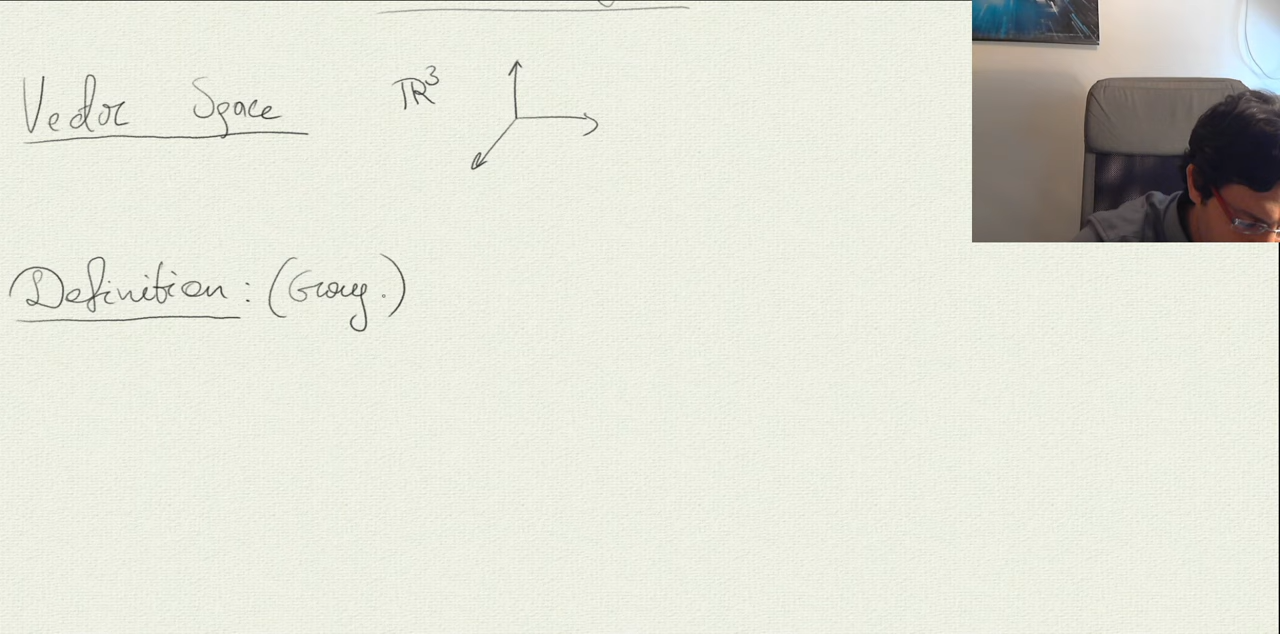 Vector Space ℝ³
Definition: (Group.)